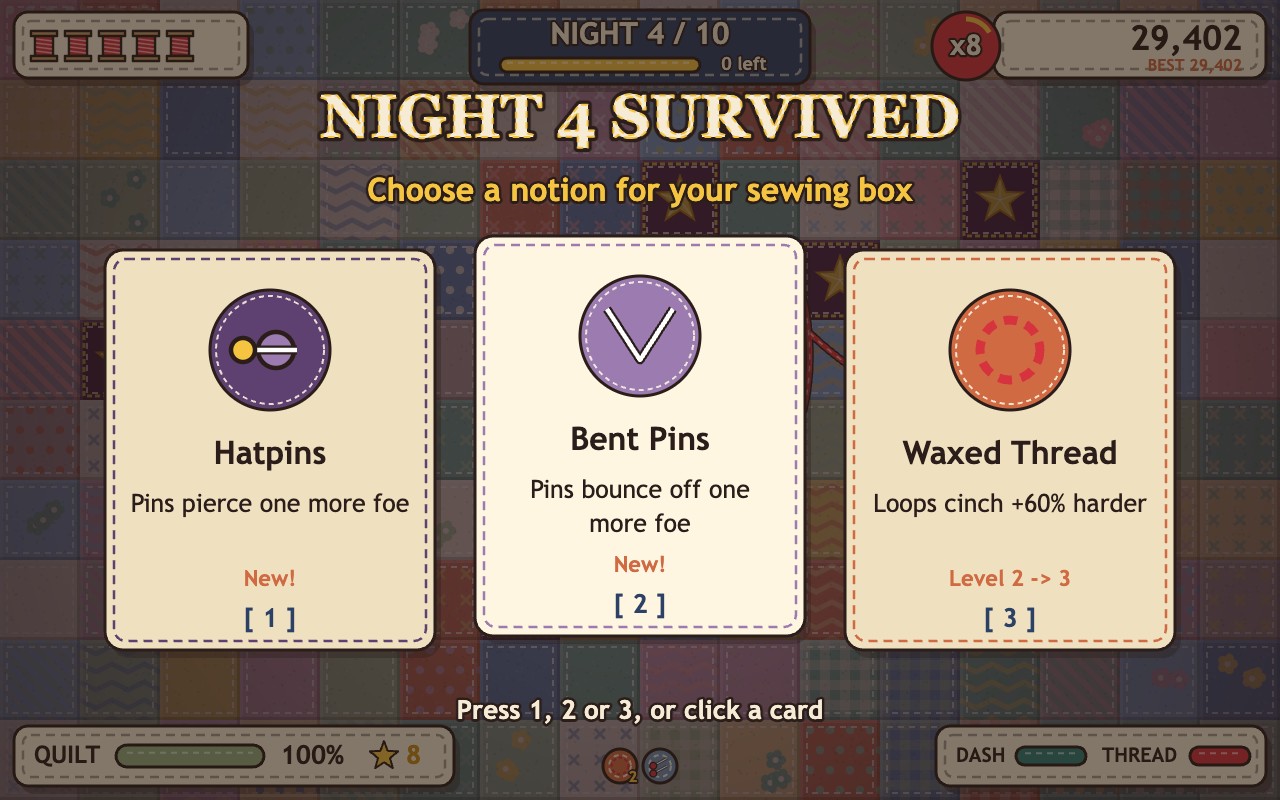 NIGHT 4 / 10
0 left
x8
29,402
BEST 29,402
NIGHT 4 SURVIVED
Choose a notion for your sewing box
Hatpins
Pins pierce one more foe
New!
[ 1 ]
Bent Pins
Pins bounce off one
more foe
New!
[ 2 ]
Waxed Thread
Loops cinch +60% harder
Level 2 -> 3
[ 3 ]
Press 1, 2 or 3, or click a card
QUILT 100% 8
2
DASH THREAD